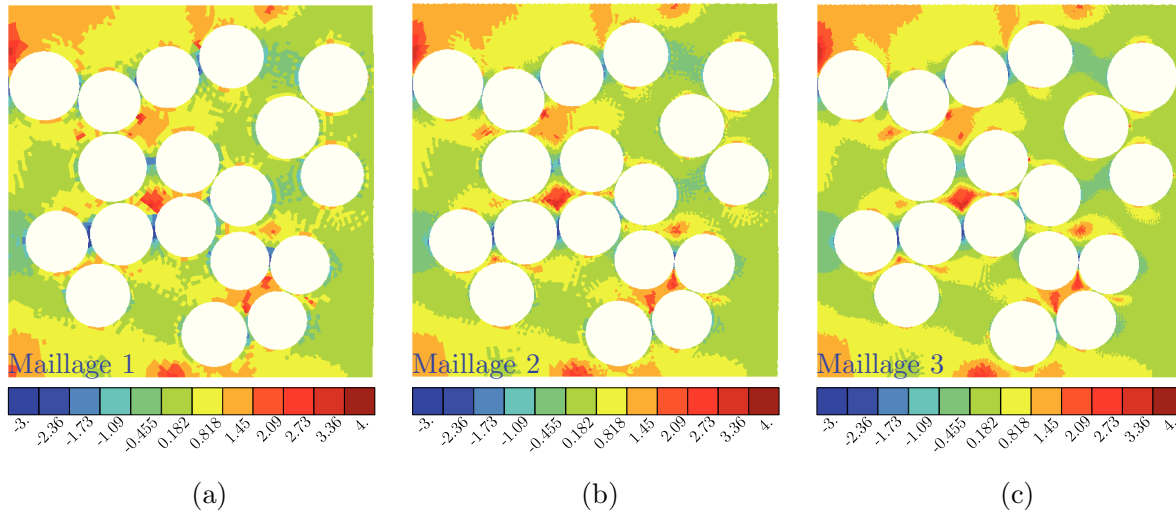 Maillage 1
Maillage 2
Maillage 3
-3. -2.36 -1.73 -1.09 -0.455 0.182 0.818 1.45 2.09 2.73 3.36 4.
-3. -2.36 -1.73 -1.09 -0.455 0.182 0.818 1.45 2.09 2.73 3.36 4.
-3. -2.36 -1.73 -1.09 -0.455 0.182 0.818 1.45 2.09 2.73 3.36 4.
(a)
(b)
(c)